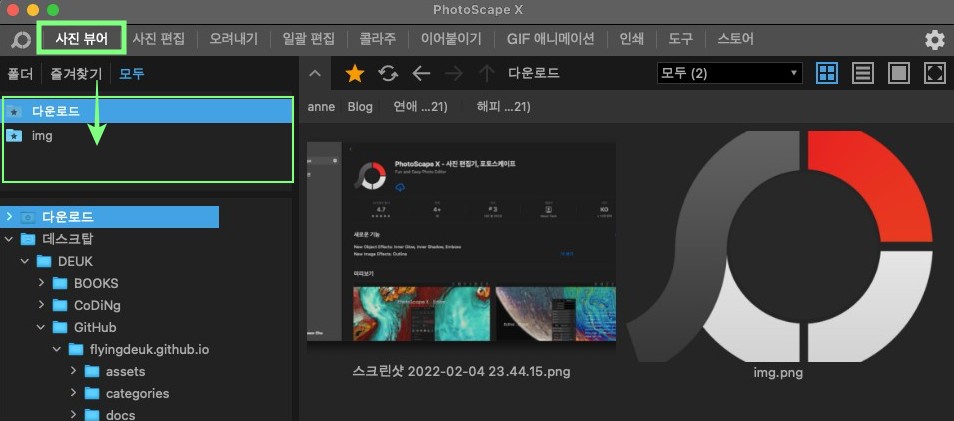 PhotoScape X
사진 뷰어 사진 편집 오려내기 일괄 편집 콜라주 이어붙이기 GIF 애니메이션 인쇄 도구 스토어
폴더 즐겨찾기 모두
다운로드
img
다운로드
데스크탑
DEUK
BOOKS
CoDiNg
GitHub
flyingdeuk.github.io
assets
categories
docs
다운로드 모두 (2)
anne Blog 연애 ...21) 해피 ...21)
PhotoScape X - 사진 편집기, 포토스케이프
Fun and Easy Photo Editor
4.7 4+ #3 KO
새로운 기능
New Object Effects: Inner Glow, Inner Shadow, Emboss
New Image Effects: Outline
미리보기
PhotoScape X
스크린샷 2022-02-04 23.44.15.png
img.png